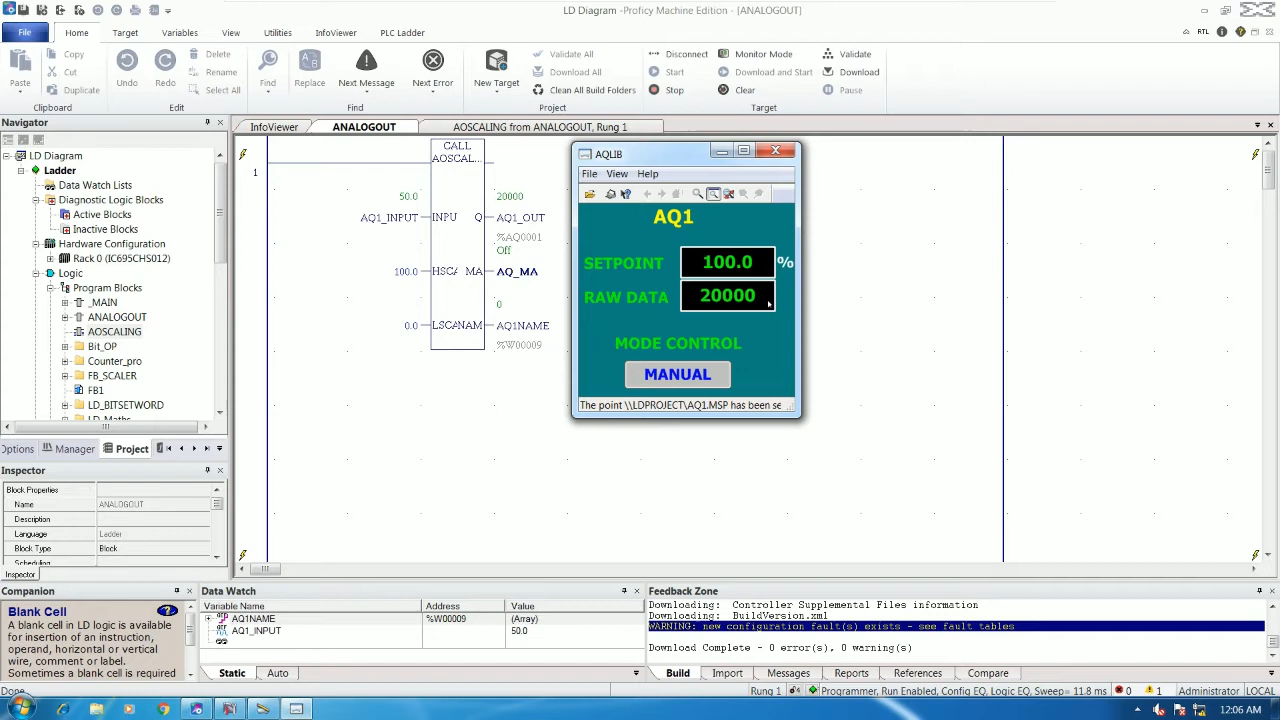 LD Diagram -Proficy Machine Edition - [ANALOGOUT]
File Home Target Variables View Utilities InfoViewer PLC Ladder RTL
Paste Copy Cut Duplicate Undo Redo Delete Rename Select All Find Replace Next Message Next Error New Target Validate All Download All Clean All Build Folders Disconnect Start Stop Monitor Mode Download and Start Clear Validate Download Pause
Clipboard Edit Find Project Target
Navigator
InfoViewer ANALOGOUT AOSCALING from ANALOGOUT, Rung 1
LD Diagram
Ladder
Data Watch Lists
Diagnostic Logic Blocks
Active Blocks
Inactive Blocks
Hardware Configuration
Rack 0 (IC695CHS012)
Logic
Program Blocks
_MAIN
ANALOGOUT
AOSCALING
Bit_OP
Counter_pro
FB_SCALER
FB1
LD_BITSETWORD
LD_Maths
Options Manager Project
1
CALL
AOSCAL...
50.0 20000
AQ1_INPUT INPU Q AQ1_OUT
%AQ0001
Off
100.0 HSCA MA AQ_MA
0
0.0 LSCA NAM AQ1NAME
%W00009
AQLIB
File View Help
AQ1
SETPOINT 100.0 %
RAW DATA 20000
MODE CONTROL
MANUAL
The point \\LDPROJECT\AQ1.MSP has been se
Inspector
Block Properties
Name ANALOGOUT
Description
Language Ladder
Block Type Block
Scheduling
Inspector
Companion
Blank Cell
A blank cell in LD logic is available
for insertion of an instruction,
operand, horizontal or vertical
wire, comment or label.
Sometimes a blank cell is required
Data Watch
Variable Name Address Value
AQ1NAME %W00009 (Array)
AQ1_INPUT 50.0
Static Auto
Feedback Zone
Downloading: Controller Supplemental Files information
Downloading: BuildVersion.xml
WARNING: new configuration fault(s) exists - see fault tables
Download Complete - 0 error(s), 0 warning(s)
Build Import Messages Reports References Compare
Done Rung 1 Programmer, Run Enabled, Config EQ, Logic EQ, Sweep= 11.8 ms 0 1 Administrator LOCAL
12:06 AM